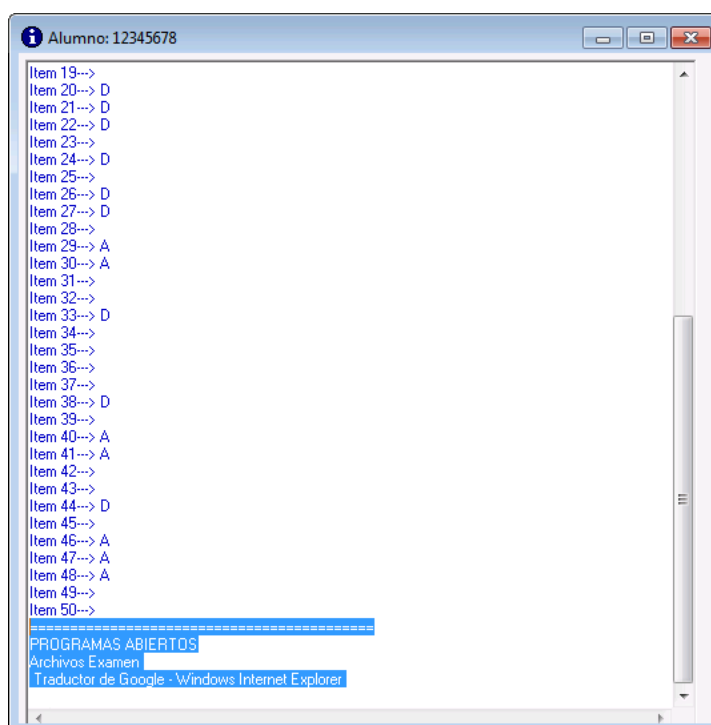 Alumno: 12345678
Item 19--->
Item 20---> D
Item 21---> D
Item 22---> D
Item 23--->
Item 24---> D
Item 25--->
Item 26---> D
Item 27---> D
Item 28--->
Item 29---> A
Item 30---> A
Item 31--->
Item 32--->
Item 33---> D
Item 34--->
Item 35--->
Item 36--->
Item 37--->
Item 38---> D
Item 39--->
Item 40---> A
Item 41---> A
Item 42--->
Item 43--->
Item 44---> D
Item 45--->
Item 46---> A
Item 47---> A
Item 48---> A
Item 49--->
Item 50--->
===========================================
PROGRAMAS ABIERTOS
Archivos Examen
Traductor de Google - Windows Internet Explorer